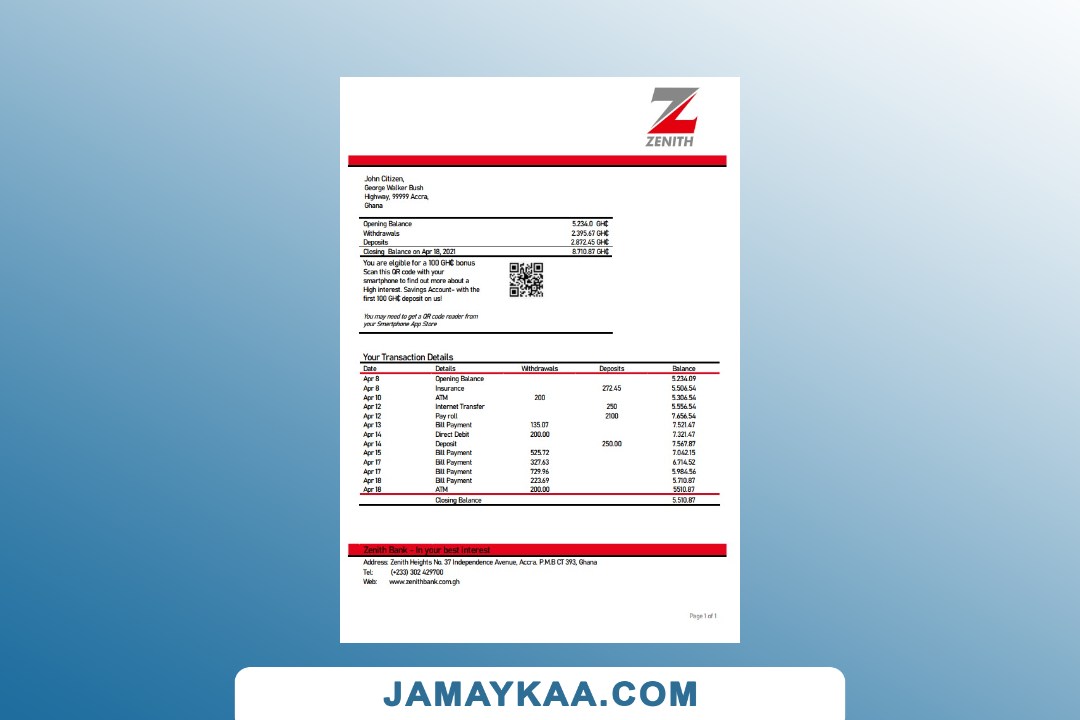 ZENITH
John Citizen,
George Walker Bush
Highway, 99999 Accra,
Ghana
Opening Balance 5.234.0 GH₵
Withdrawals 2.395.67 GH₵
Deposits 2.872.45 GH₵
Closing Balance on Apr 18, 2021 8.710.87 GH₵
You are elgible for a 100 GH₵ bonus
Scan this QR code with your
smartphone to find out more about a
High interest. Savings Account- with the
first 100 GH₵ deposit on us!
You may need to get a QR code reader from
your Smartphone App Store
Your Transaction Details
Date Details Withdrawals Deposits Balance
Apr 8 Opening Balance 5.234.09
Apr 8 Insurance 272.45 5.506.54
Apr 10 ATM 200 5.306.54
Apr 12 Internet Transfer 250 5.556.54
Apr 12 Pay roll 2100 7.656.54
Apr 13 Bill Payment 135.07 7.521.47
Apr 14 Direct Debit 200.00 7.321.47
Apr 14 Deposit 250.00 7.567.87
Apr 15 Bill Payment 525.72 7.042.15
Apr 17 Bill Payment 327.63 6.714.52
Apr 17 Bill Payment 729.96 5.984.56
Apr 18 Bill Payment 223.69 5.710.87
Apr 18 ATM 200.00 5510.87
Closing Balance 5.510.87
Zenith Bank - In your best interest
Address: Zenith Heights No. 37 Independence Avenue, Accra. P.M.B CT 393, Ghana
Tel: (+233) 302 429700
Web: www.zenithbank.com.gh
Page 1 of 1
JAMAYKAA.COM